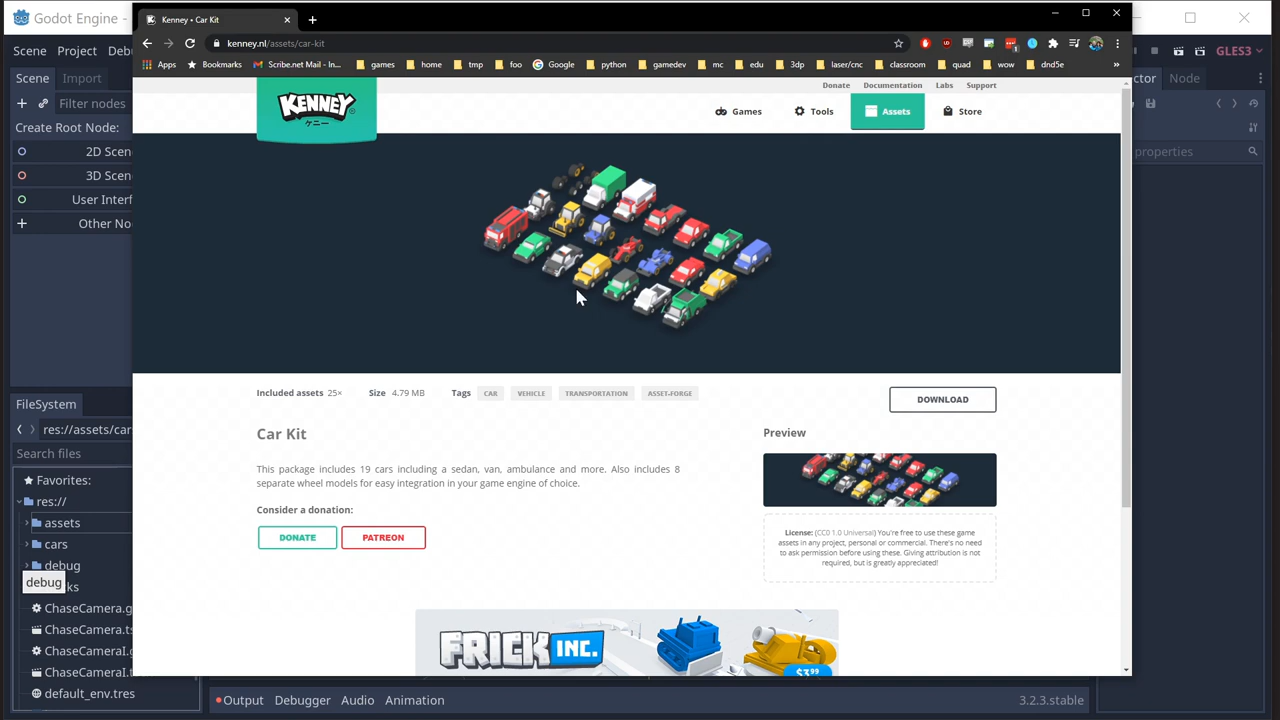 Godot Engine -
Scene Project Debu
GLES3
Kenney • Car Kit
kenney.nl/assets/car-kit
Apps Bookmarks Scribe.net Mail - In... games home tmp foo Google python gamedev mc edu 3dp laser/cnc classroom quad wow dnd5e »
Scene Import
ctor Node
Filter nodes
Create Root Node:
2D Scen
3D Scen
User Interf
Other No
properties
Donate Documentation Labs Support
KENNEY
ケニー
Games Tools Assets Store
Included assets 25× Size 4.79 MB Tags CAR VEHICLE TRANSPORTATION ASSET-FORGE
DOWNLOAD
Car Kit
Preview
This package includes 19 cars including a sedan, van, ambulance and more. Also includes 8
separate wheel models for easy integration in your game engine of choice.
Consider a donation:
DONATE PATREON
License: (CC0 1.0 Universal) You're free to use these game
assets in any project, personal or commercial. There's no need
to ask permission before using these. Giving attribution is not
required, but is greatly appreciated!
FRICK INC.
$3.99
FileSystem
res://assets/car
Search files
Favorites:
res://
assets
cars
debug
debug
ks
ChaseCamera.g
ChaseCamera.ts
ChaseCameraI.g
ChaseCameraI.t
default_env.tres
Output Debugger Audio Animation
3.2.3.stable